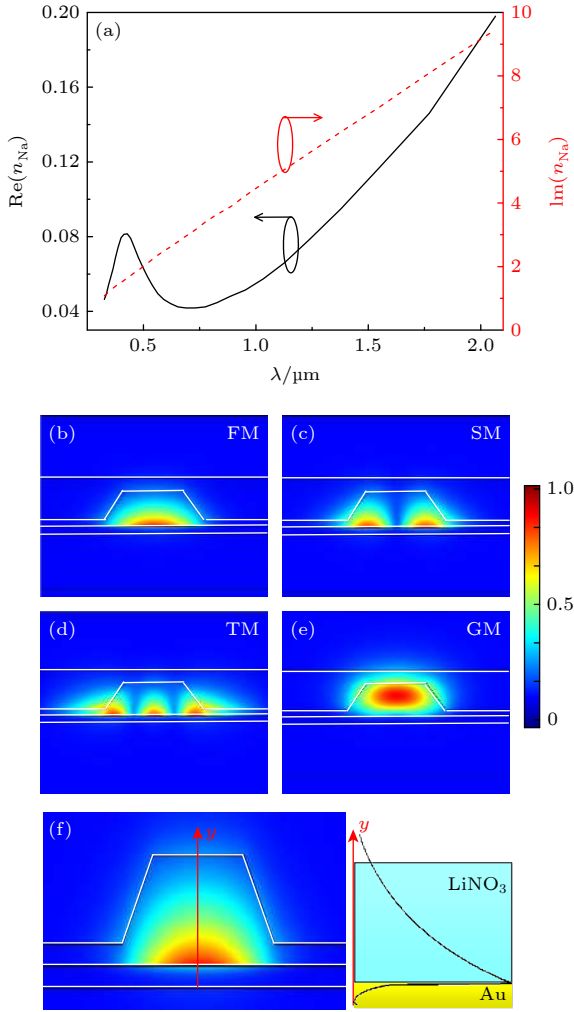 (a)
0.20
0.16
0.12
0.08
0.04
Re(n_Na)
10
8
6
4
2
0
Im(n_Na)
0.5
1.0
1.5
2.0
λ/µm
(b) FM
(c) SM
(d) TM
(e) GM
1.0
0.5
0
(f)
y
y
LiNO₃
Au